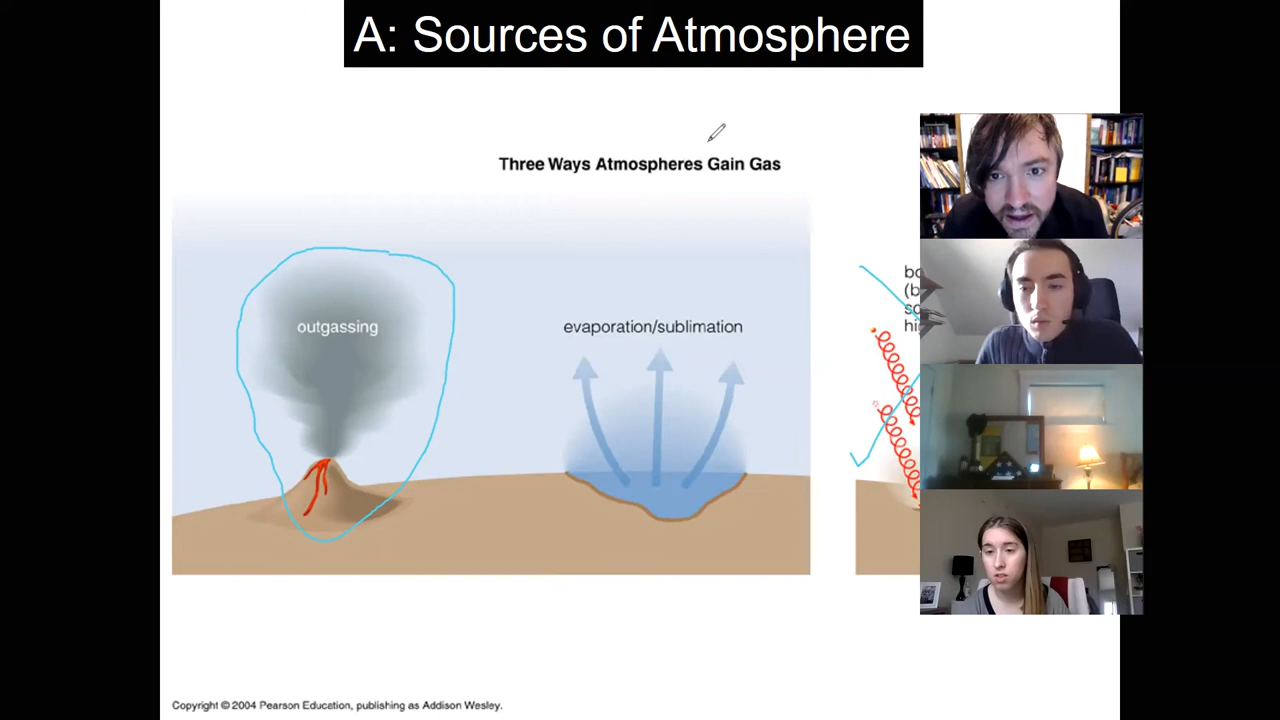 A: Sources of Atmosphere
Three Ways Atmospheres Gain Gas
outgassing
evaporation/sublimation
Copyright © 2004 Pearson Education, publishing as Addison Wesley.